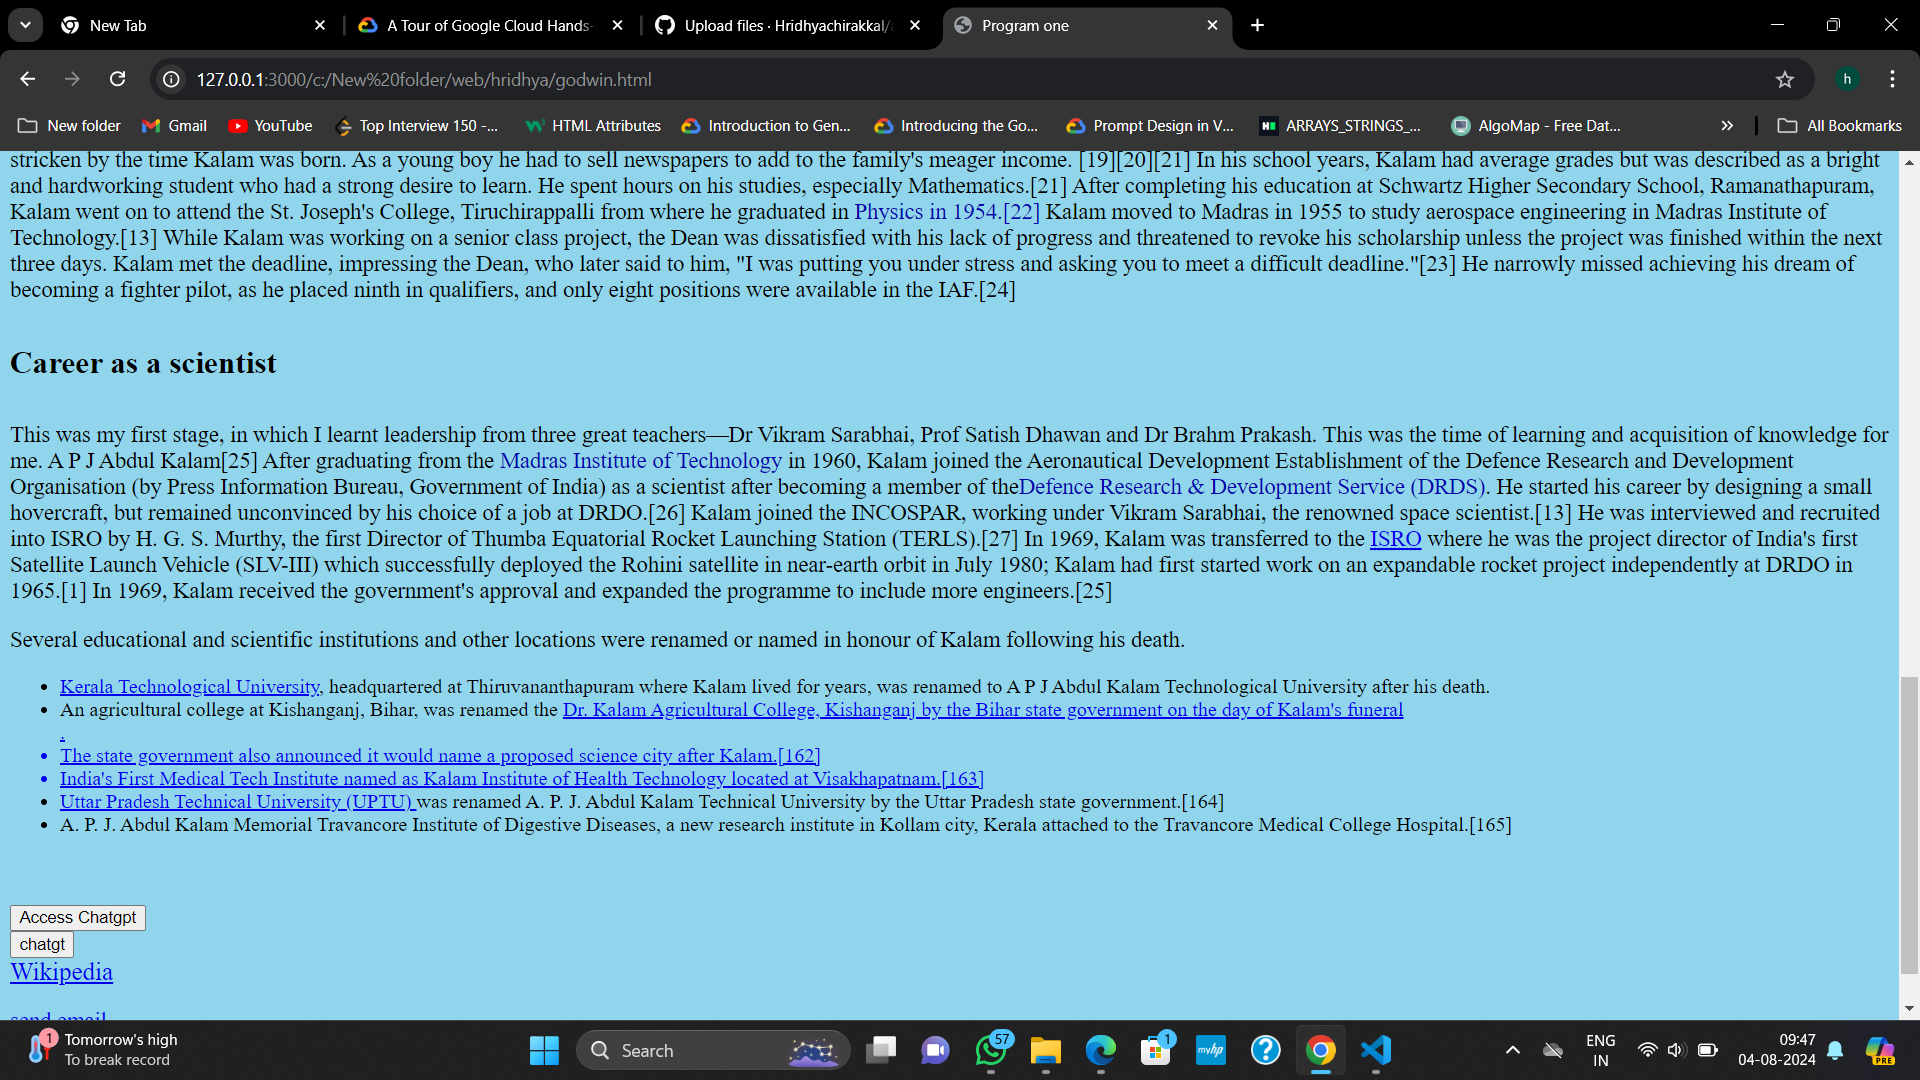 New Tab
A Tour of Google Cloud Hands-
Upload files · Hridhyachirakkal/a
Program one
127.0.0.1:3000/c:/New%20folder/web/hridhya/godwin.html
h
New folder
Gmail
YouTube
Top Interview 150 -...
HTML Attributes
Introduction to Gen...
Introducing the Go...
Prompt Design in V...
ARRAYS_STRINGS_...
AlgoMap - Free Dat...
All Bookmarks
stricken by the time Kalam was born. As a young boy he had to sell newspapers to add to the family's meager income. [19][20][21] In his school years, Kalam had average grades but was described as a bright
and hardworking student who had a strong desire to learn. He spent hours on his studies, especially Mathematics.[21] After completing his education at Schwartz Higher Secondary School, Ramanathapuram,
Kalam went on to attend the St. Joseph's College, Tiruchirappalli from where he graduated in Physics in 1954.[22] Kalam moved to Madras in 1955 to study aerospace engineering in Madras Institute of
Technology.[13] While Kalam was working on a senior class project, the Dean was dissatisfied with his lack of progress and threatened to revoke his scholarship unless the project was finished within the next
three days. Kalam met the deadline, impressing the Dean, who later said to him, "I was putting you under stress and asking you to meet a difficult deadline."[23] He narrowly missed achieving his dream of
becoming a fighter pilot, as he placed ninth in qualifiers, and only eight positions were available in the IAF.[24]
Career as a scientist
This was my first stage, in which I learnt leadership from three great teachers—Dr Vikram Sarabhai, Prof Satish Dhawan and Dr Brahm Prakash. This was the time of learning and acquisition of knowledge for
me. A P J Abdul Kalam[25] After graduating from the Madras Institute of Technology in 1960, Kalam joined the Aeronautical Development Establishment of the Defence Research and Development
Organisation (by Press Information Bureau, Government of India) as a scientist after becoming a member of theDefence Research & Development Service (DRDS). He started his career by designing a small
hovercraft, but remained unconvinced by his choice of a job at DRDO.[26] Kalam joined the INCOSPAR, working under Vikram Sarabhai, the renowned space scientist.[13] He was interviewed and recruited
into ISRO by H. G. S. Murthy, the first Director of Thumba Equatorial Rocket Launching Station (TERLS).[27] In 1969, Kalam was transferred to the ISRO where he was the project director of India's first
Satellite Launch Vehicle (SLV-III) which successfully deployed the Rohini satellite in near-earth orbit in July 1980; Kalam had first started work on an expandable rocket project independently at DRDO in
1965.[1] In 1969, Kalam received the government's approval and expanded the programme to include more engineers.[25]
Several educational and scientific institutions and other locations were renamed or named in honour of Kalam following his death.
• Kerala Technological University, headquartered at Thiruvananthapuram where Kalam lived for years, was renamed to A P J Abdul Kalam Technological University after his death.
• An agricultural college at Kishanganj, Bihar, was renamed the Dr. Kalam Agricultural College, Kishanganj by the Bihar state government on the day of Kalam's funeral
.
• The state government also announced it would name a proposed science city after Kalam.[162]
• India's First Medical Tech Institute named as Kalam Institute of Health Technology located at Visakhapatnam.[163]
• Uttar Pradesh Technical University (UPTU) was renamed A. P. J. Abdul Kalam Technical University by the Uttar Pradesh state government.[164]
• A. P. J. Abdul Kalam Memorial Travancore Institute of Digestive Diseases, a new research institute in Kollam city, Kerala attached to the Travancore Medical College Hospital.[165]
Access Chatgpt
chatgt
Wikipedia
send email
1
Tomorrow's high
To break record
Search
57
1
myhp
ENG
IN
09:47
04-08-2024
PRE